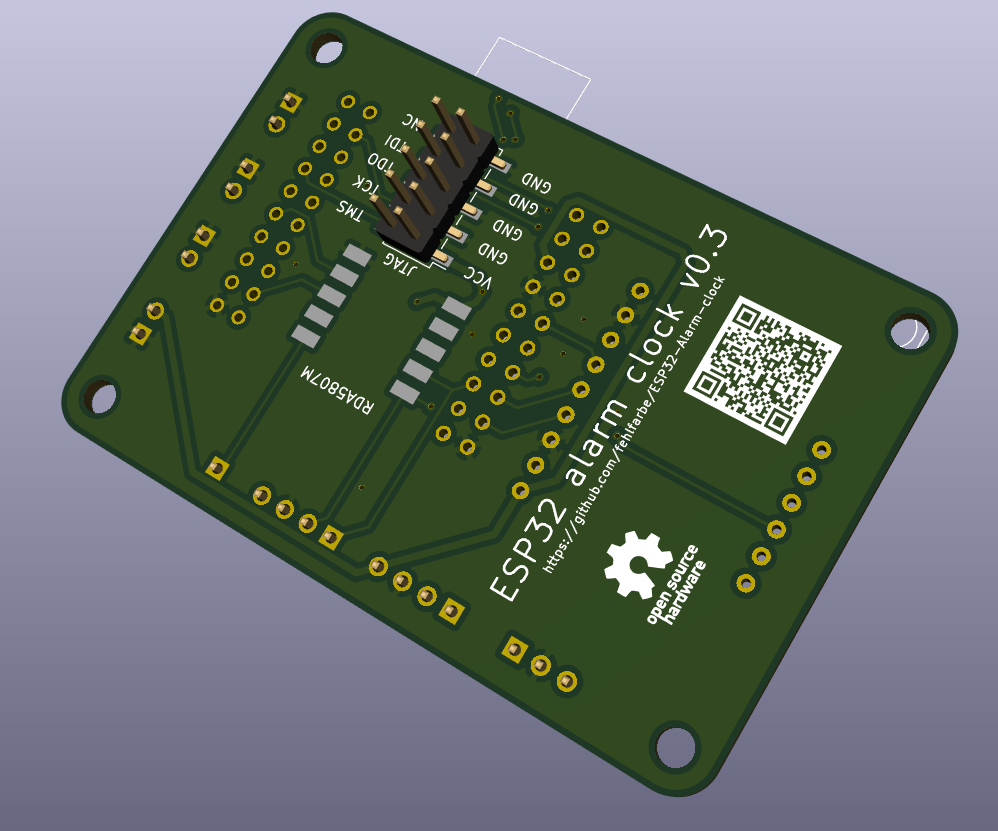 NC
TDI
TDO
TCK
TMS
GND
GND
GND
GND
VCC
JTAG
RDA5807M
ESP32 alarm clock v0.3
https://github.com/fehlfarbe/ESP32-Alarm-clock
open source
hardware